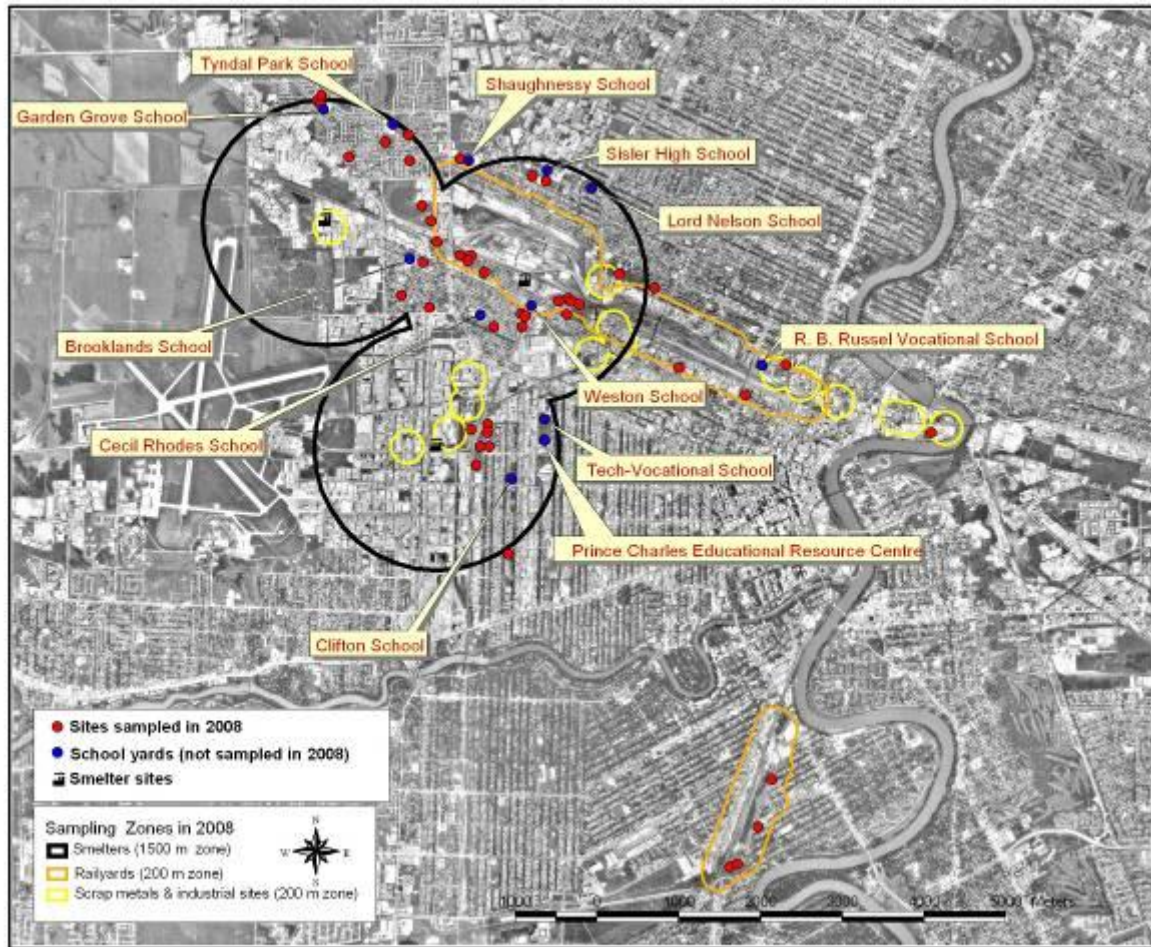 Tyndal Park School
Shaughnessy School
Garden Grove School
Sisler High School
Lord Nelson School
Brooklands School
R. B. Russel Vocational School
Weston School
Cecil Rhodes School
Tech-Vocational School
Prince Charles Educational Resource Centre
Clifton School
Sites sampled in 2008
School yards (not sampled in 2008)
Smelter sites
Sampling Zones in 2008
N
W E
S
Smelters (1500 m zone)
Railyards (200 m zone)
Scrap metals & industrial sites (200 m zone)
1000 0 1000 2000 3000 4000 5000 Meters